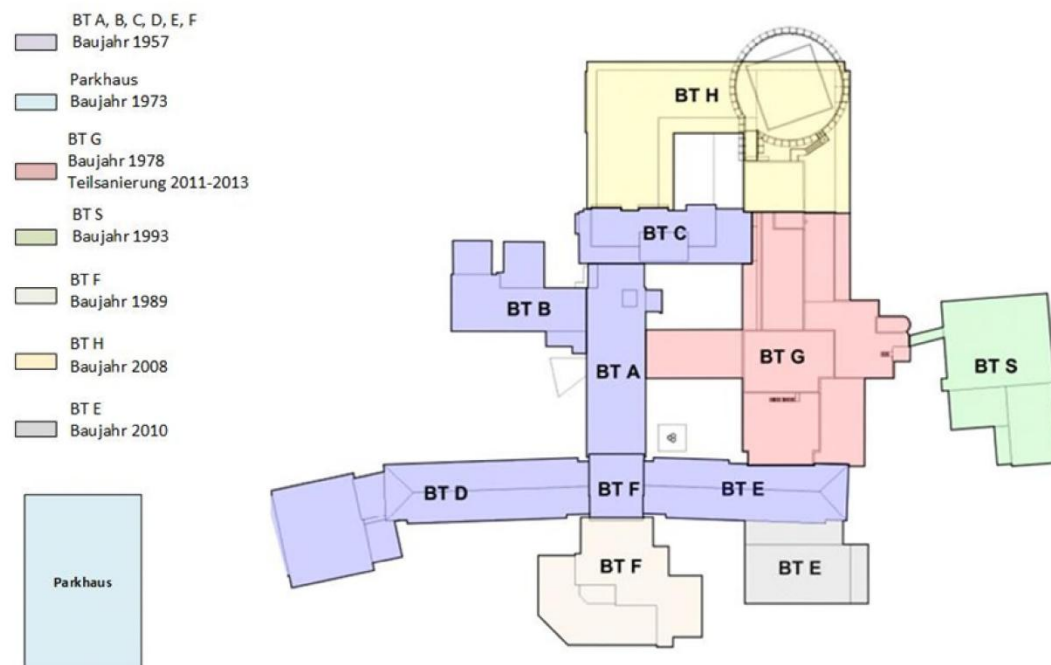 BT A, B, C, D, E, F
Baujahr 1957
Parkhaus
Baujahr 1973
BT G
Baujahr 1978
Teilsanierung 2011-2013
BT S
Baujahr 1993
BT F
Baujahr 1989
BT H
Baujahr 2008
BT E
Baujahr 2010
Parkhaus
BT H
BT C
BT B
BT A
BT G
BT S
BT D
BT F
BT E
BT F
BT E